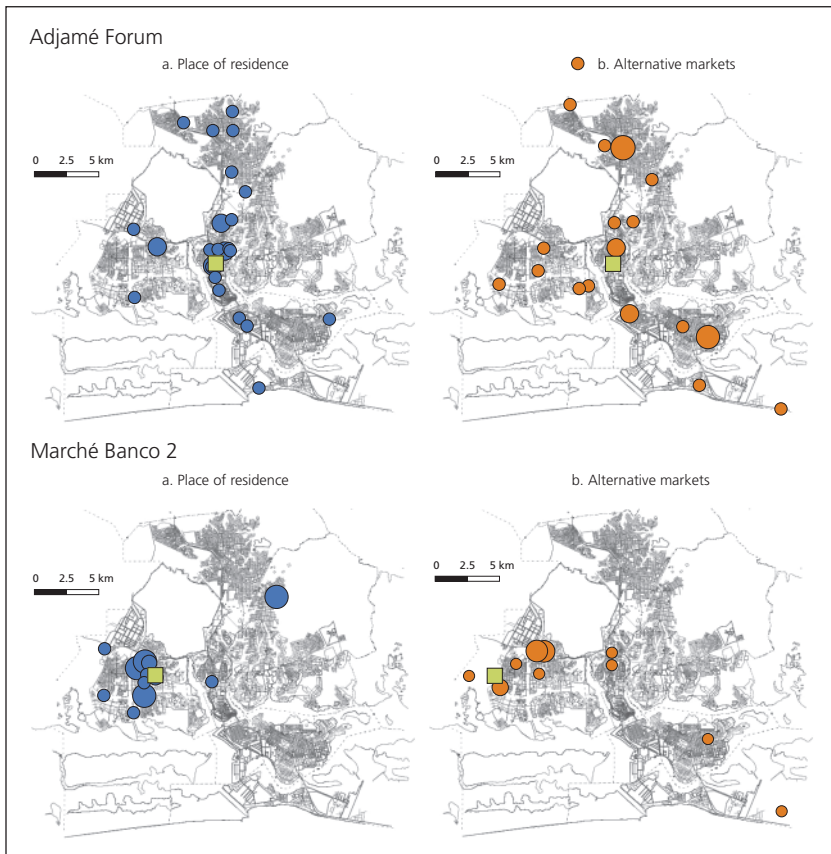 Adjamé Forum
a. Place of residence
b. Alternative markets
0 2.5 5 km
0 2.5 5 km
Marché Banco 2
a. Place of residence
b. Alternative markets
0 2.5 5 km
0 2.5 5 km